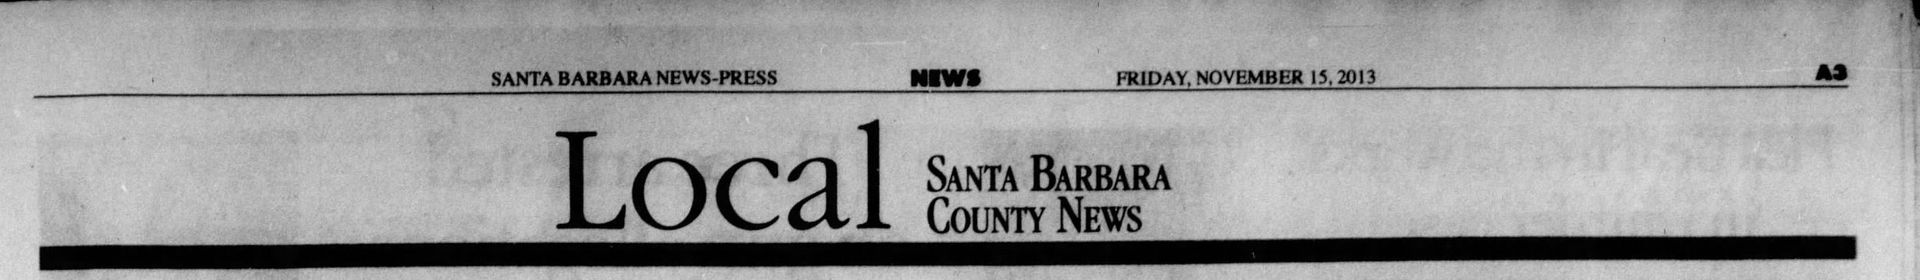 SANTA BARBARA NEWS-PRESS NEWS FRIDAY, NOVEMBER 15, 2013 A3
Local
SANTA BARBARA
COUNTY NEWS